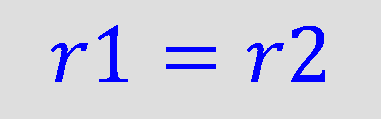 r1 = r2